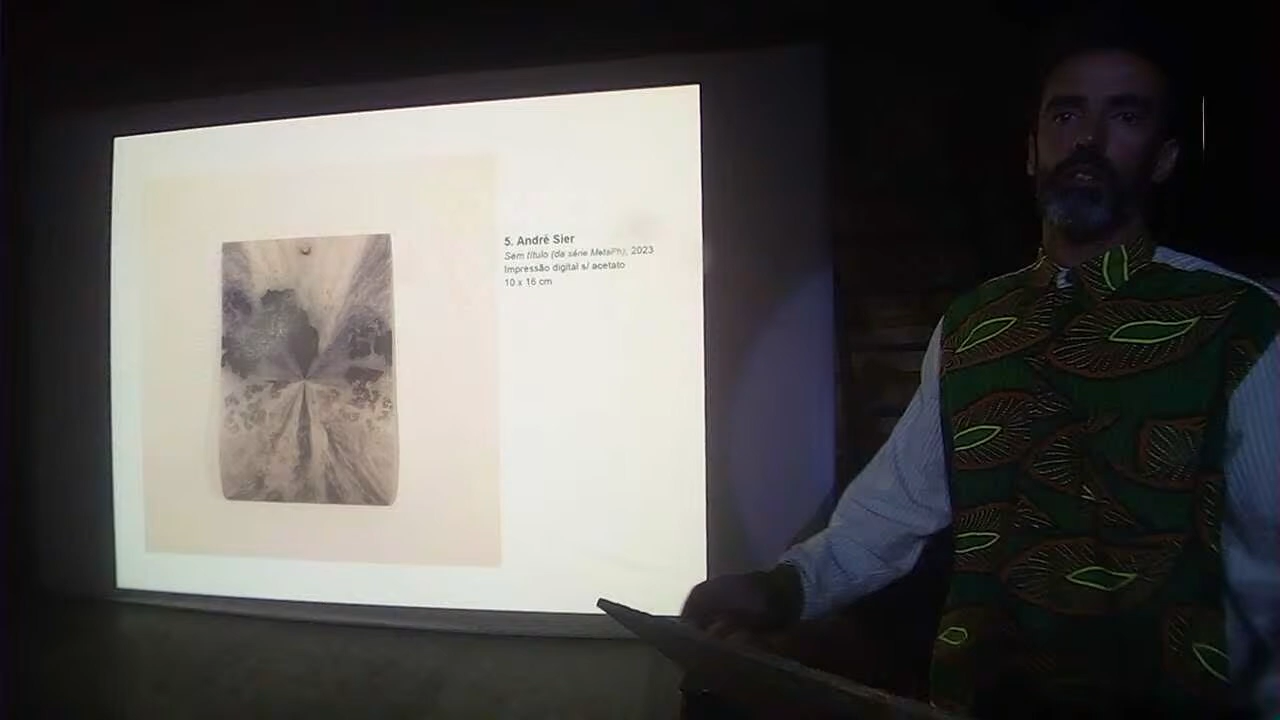 5. André Sier
Sem título (da série MetaPh), 2023
Impressão digital s/ acetato
10 x 16 cm